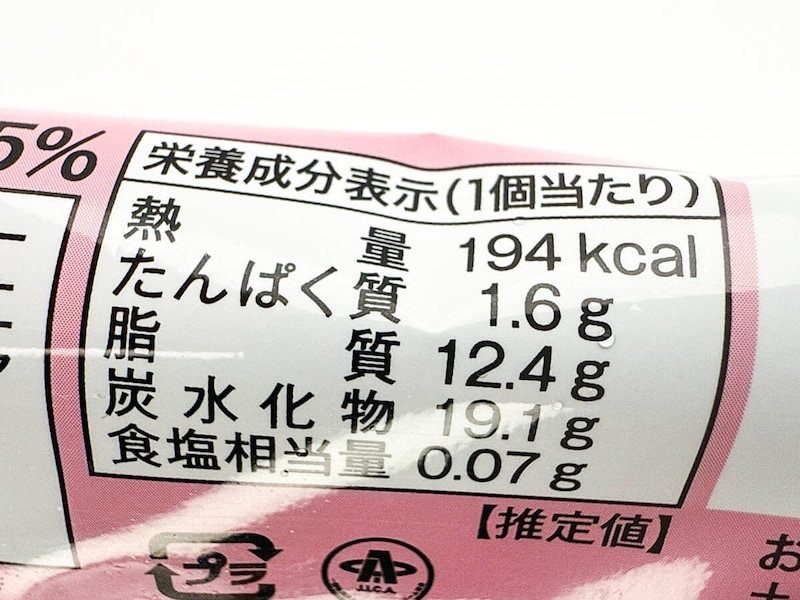 5%
栄養成分表示(1個当たり)
熱量 194 kcal
たんぱく質 1.6 g
脂質 12.4 g
炭水化物 19.1 g
食塩相当量 0.07 g
【推定値】
プラ
J.I.C.A.
お